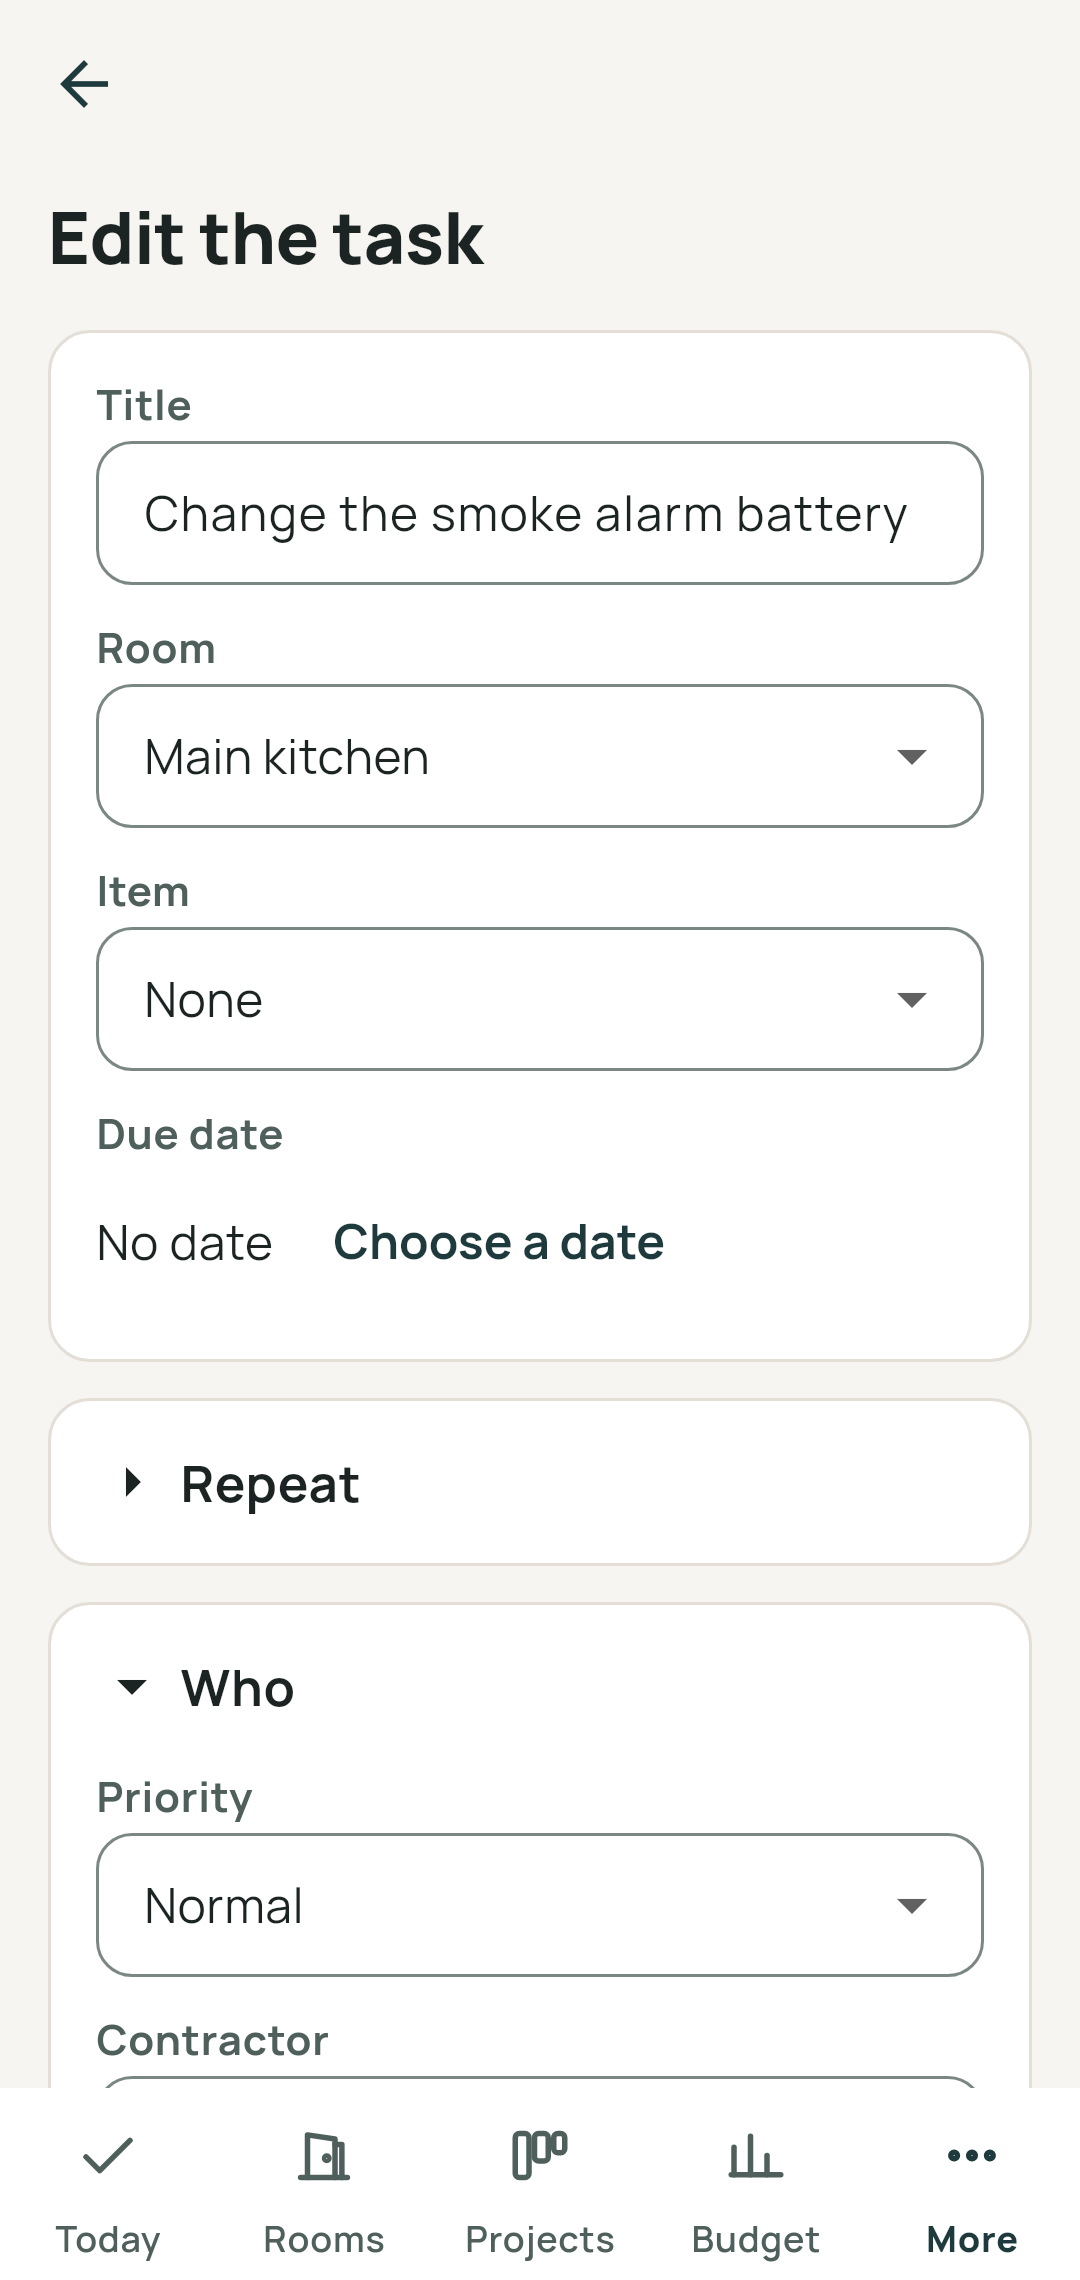 Edit the task
Title
Change the smoke alarm battery
Room
Main kitchen
Item
None
Due date
No date Choose a date
Repeat
Who
Priority
Normal
Contractor
Today Rooms Projects Budget More